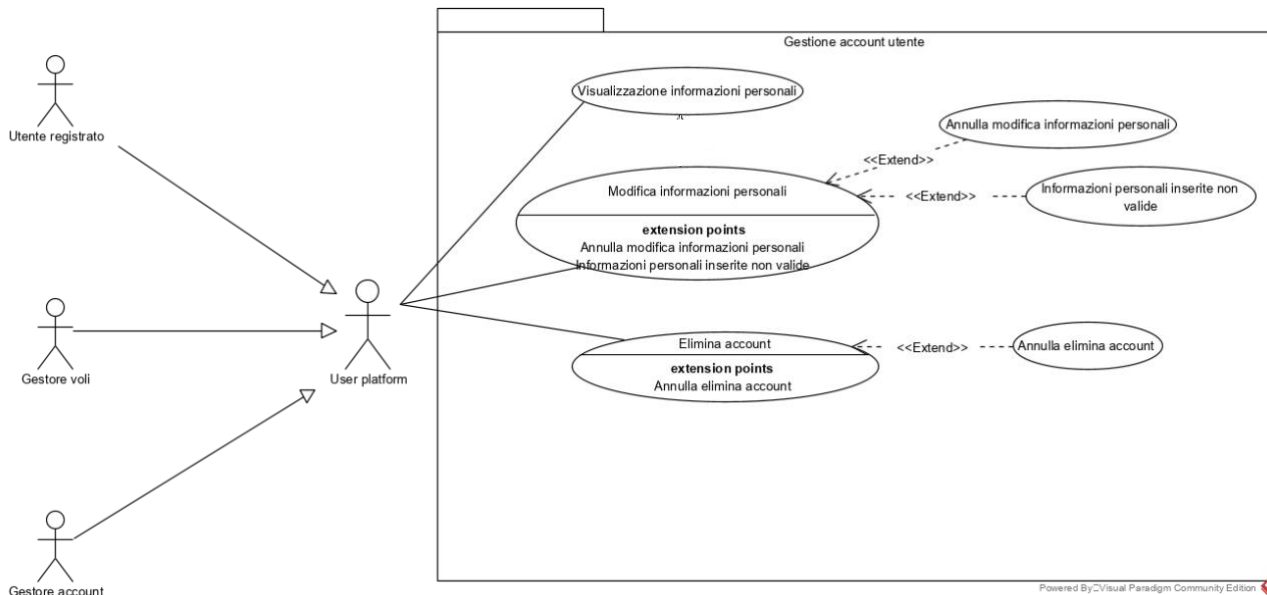 Gestione account utente
Visualizzazione informazioni personali
Annulla modifica informazioni personali
<<Extend>>
Utente registrato
Modifica informazioni personali
<<Extend>>
Informazioni personali inserite non
valide
extension points
Annulla modifica informazioni personali
Informazioni personali inserite non valide
User platform
Gestore voli
Elimina account
<<Extend>>
Annulla elimina account
extension points
Annulla elimina account
Gestore account
Powered By Visual Paradigm Community Edition